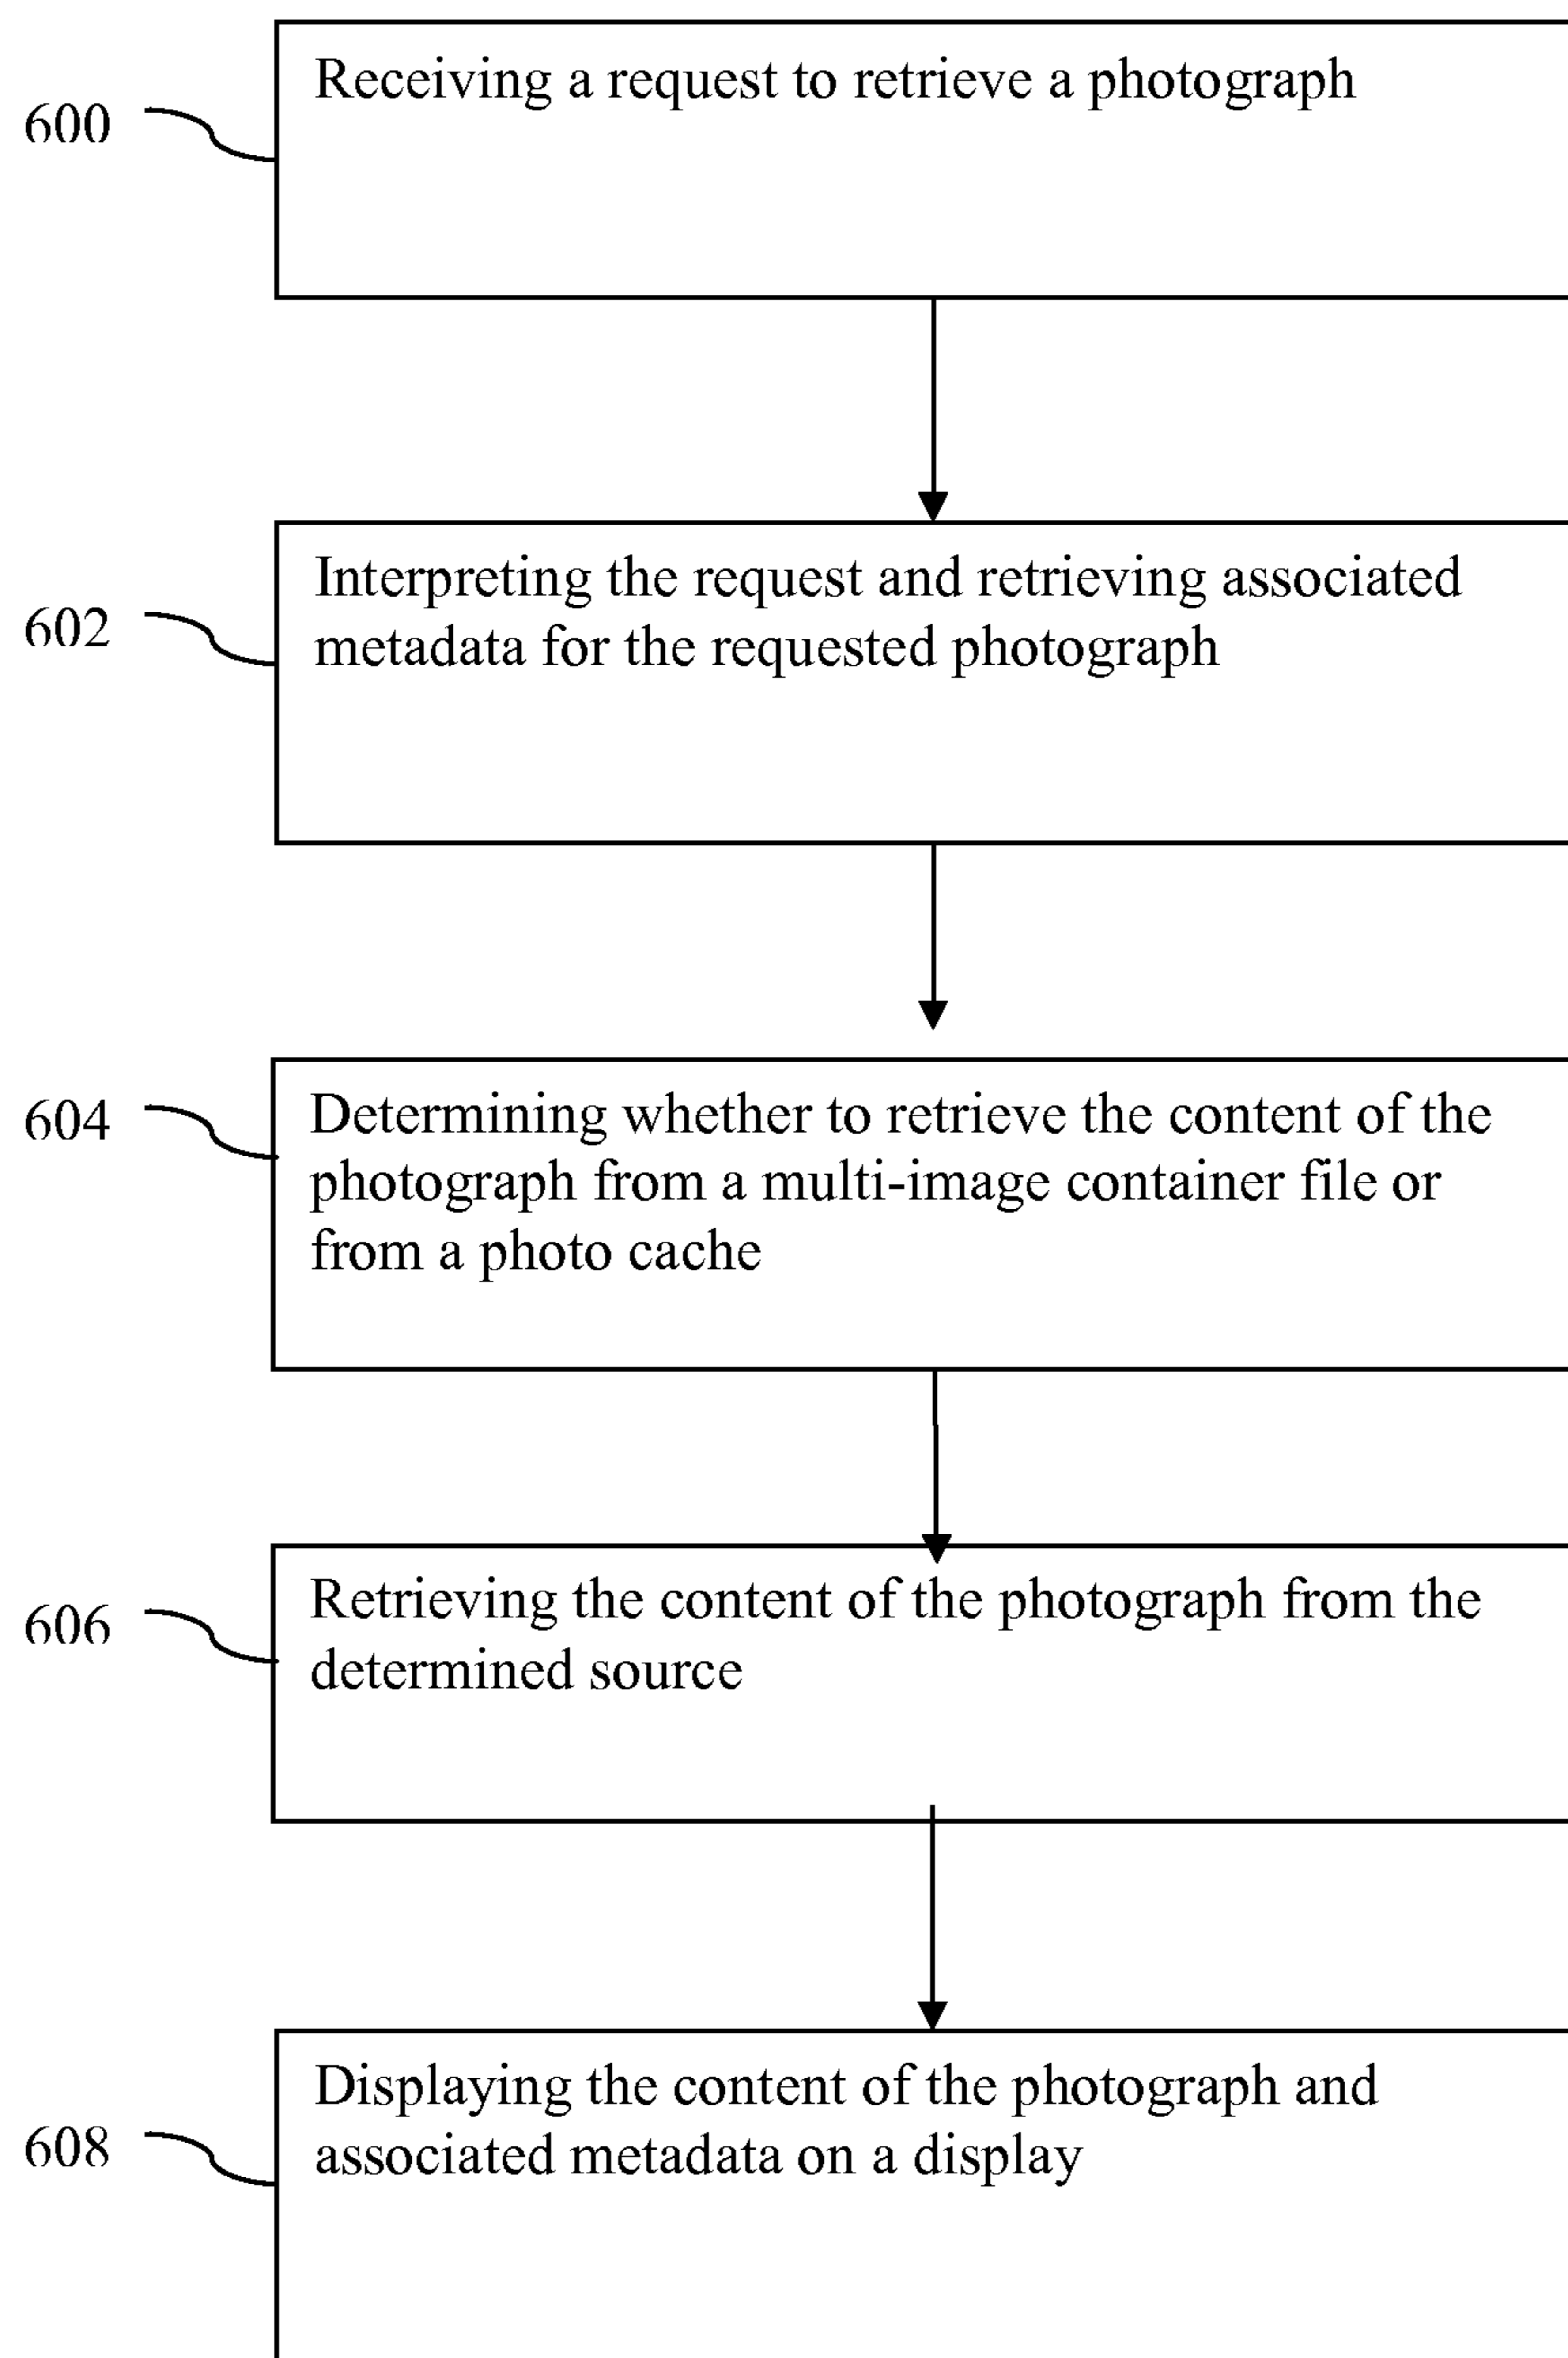 600
Receiving a request to retrieve a photograph
602
Interpreting the request and retrieving associated
metadata for the requested photograph
604
Determining whether to retrieve the content of the
photograph from a multi-image container file or
from a photo cache
606
Retrieving the content of the photograph from the
determined source
608
Displaying the content of the photograph and
associated metadata on a display